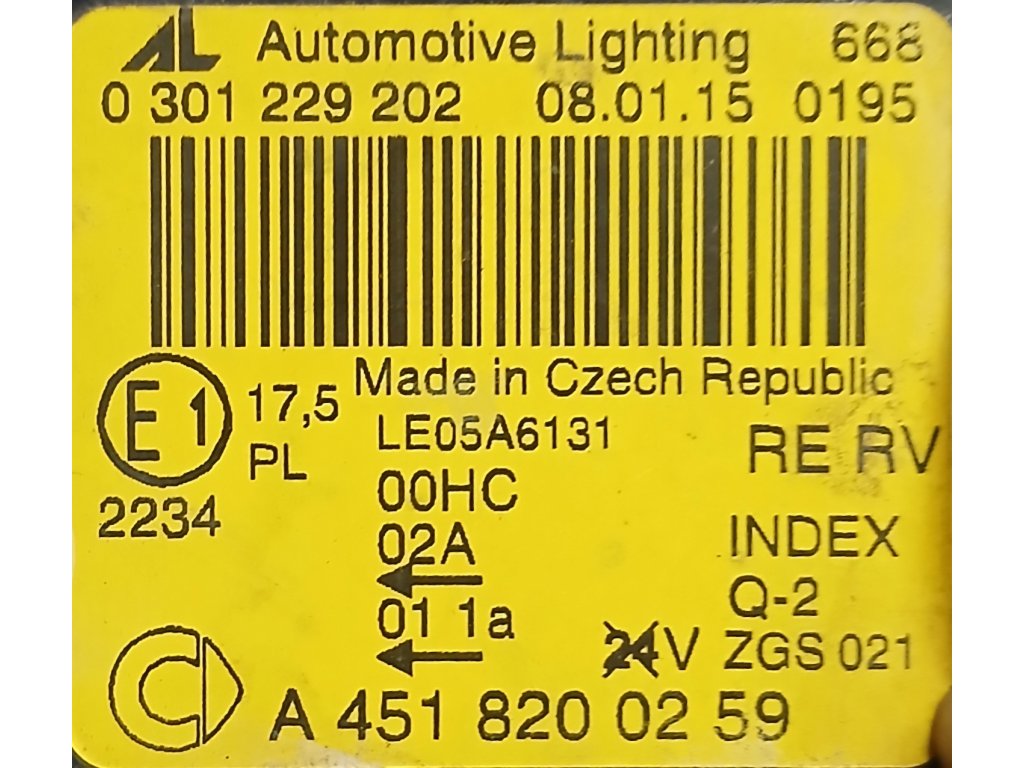 AL Automotive Lighting 668
0 301 229 202 08.01.15 0195
Made in Czech Republic
E1 17,5 LE05A6131 RE RV
PL 00HC
2234 02A INDEX
01 1a Q-2
24V ZGS 021
A 451 820 02 59